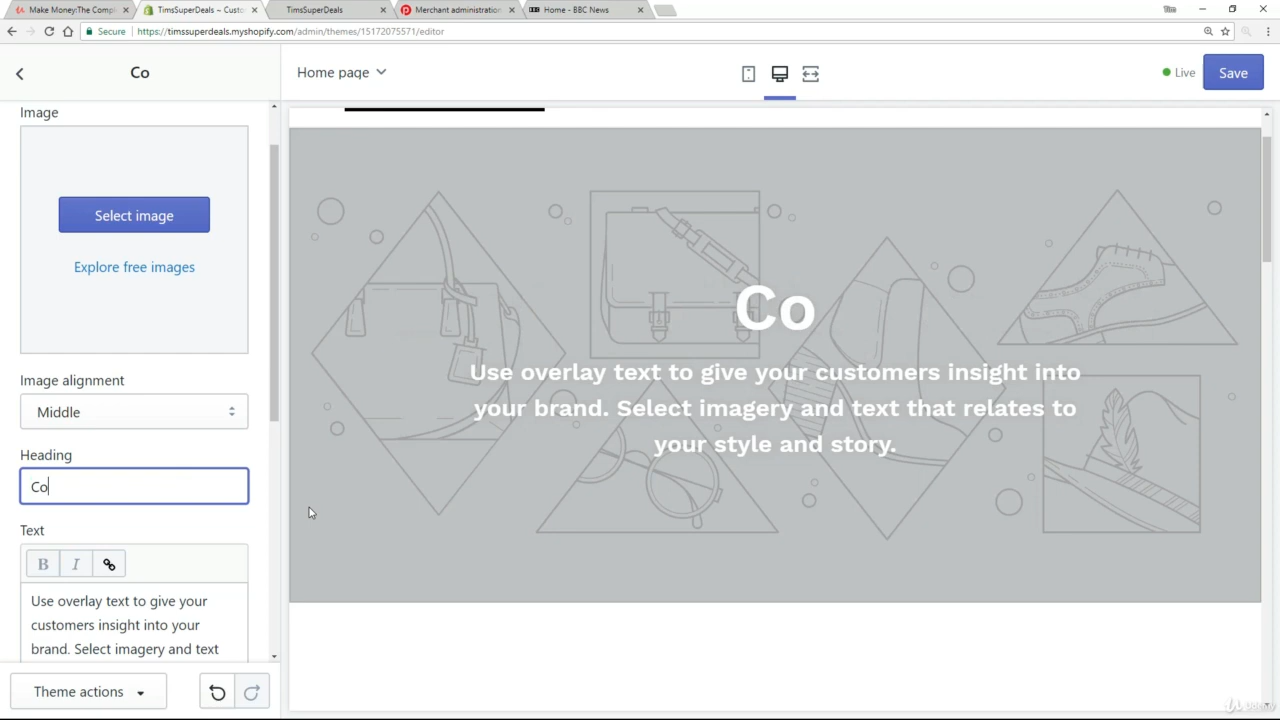 Make Money:The Compl
TimsSuperDeals ~ Custo
TimsSuperDeals
Merchant administration
Home - BBC News
Tim
Secure
https://timssuperdeals.myshopify.com/admin/themes/15172075571/editor
Co
Home page
Live
Save
Image
Select image
Explore free images
Image alignment
Middle
Heading
Co
Text
B I
Use overlay text to give your
customers insight into your
brand. Select imagery and text
Theme actions
Co
Use overlay text to give your customers insight into
your brand. Select imagery and text that relates to
your style and story.
Udemy